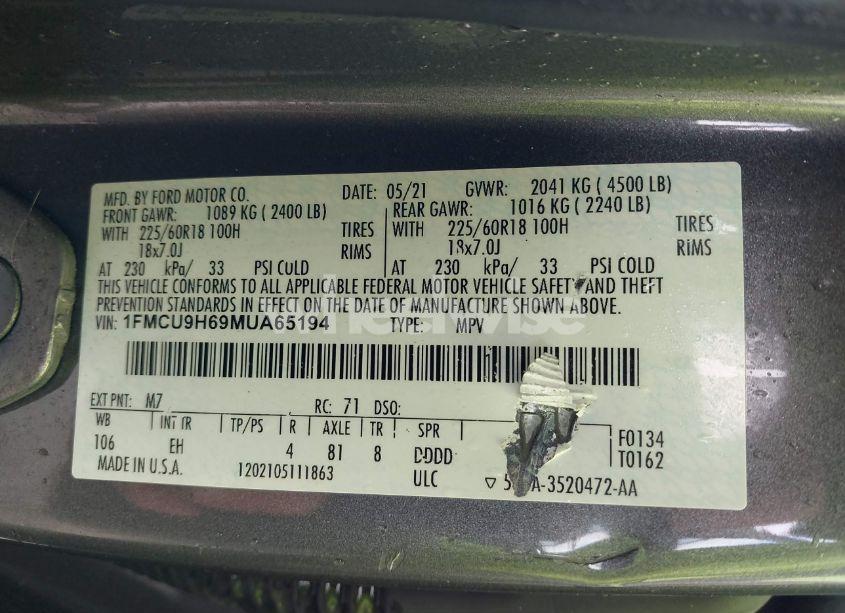 MFD. BY FORD MOTOR CO. DATE: 05/21 GVWR: 2041 KG ( 4500 LB)
FRONT GAWR: 1089 KG ( 2400 LB) REAR GAWR: 1016 KG ( 2240 LB)
WITH 225/60R18 100H TIRES WITH 225/60R18 100H TIRES
18x7.0J RIMS 18x7.0J RIMS
AT 230 kPa/ 33 PSI COLD AT 230 kPa/ 33 PSI COLD
THIS VEHICLE CONFORMS TO ALL APPLICABLE FEDERAL MOTOR VEHICLE SAFETY AND THEFT
PREVENTION STANDARDS IN EFFECT ON THE DATE OF MANUFACTURE SHOWN ABOVE.
VIN: 1FMCU9H69MUA65194 TYPE: MPV
EXT PNT: M7 RC: 71 DSO:
WB INT TR TP/PS R AXLE TR SPR
106 EH 4 81 8 DDDD
F0134
T0162
MADE IN U.S.A. 1202105111863 ULC
-3520472-AA